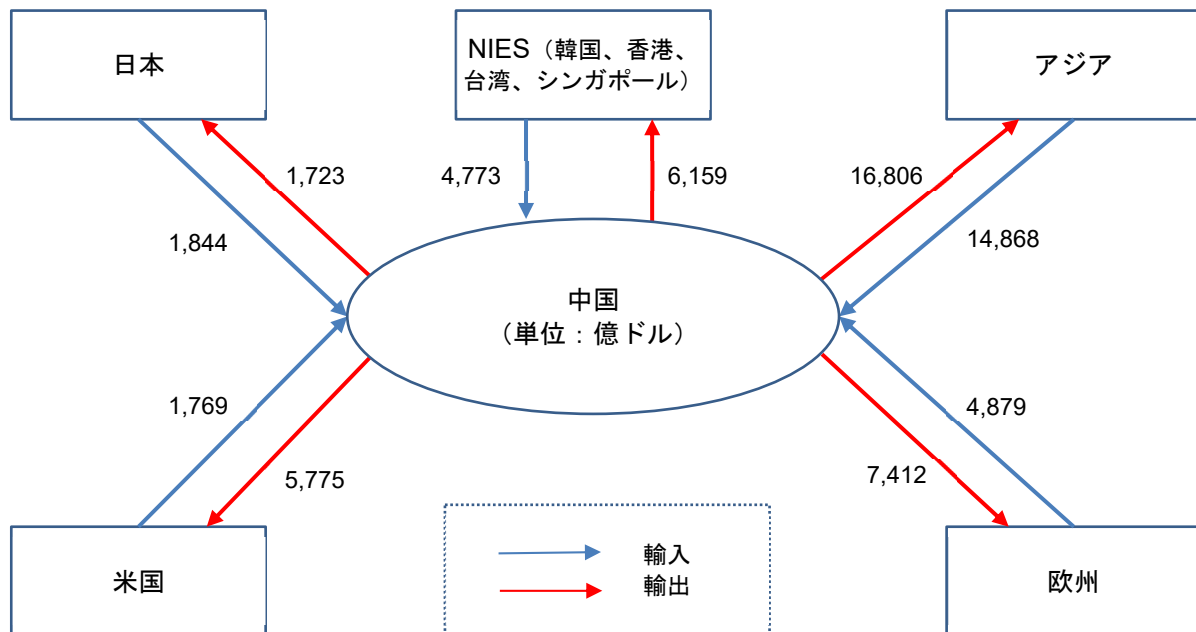 日本
NIES（韓国、香港、
台湾、シンガポール）
アジア
1,723
4,773
6,159
16,806
1,844
14,868
中国
（単位：億ドル）
1,769
4,879
5,775
7,412
米国
輸入
輸出
欧州